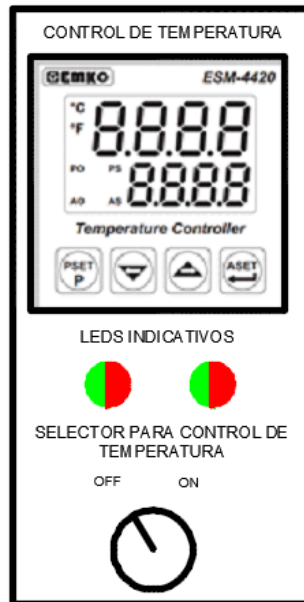 CONTROL DE TEMPERATURA
EMKO ESM-4420
°C 8.8.8.8
°F
PO PS 8.8.8.8
AO AS
Temperature Controller
PSET P
ASET
LEDS INDICATIVOS
SELECTOR PARA CONTROL DE
TEMPERATURA
OFF ON